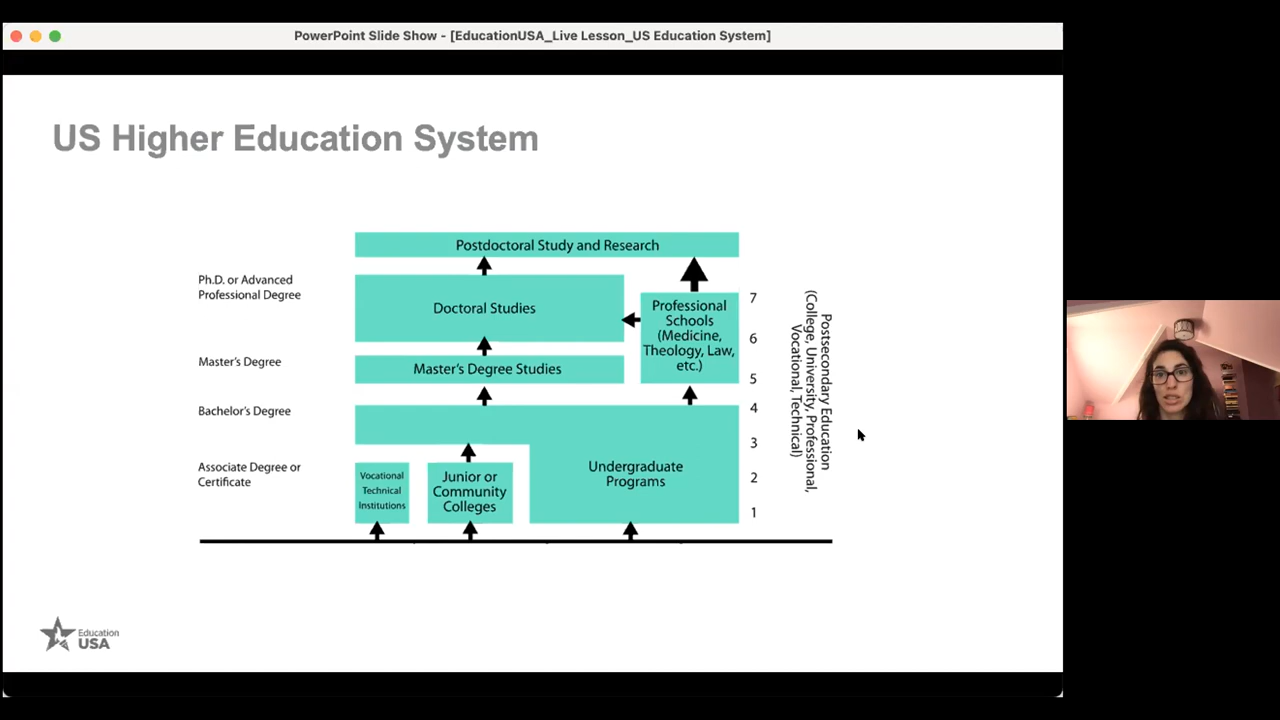 PowerPoint Slide Show - [EducationUSA_Live Lesson_US Education System]
US Higher Education System
Postdoctoral Study and Research
Ph.D. or Advanced
Professional Degree
Doctoral Studies
Professional
Schools
(Medicine,
Theology, Law,
etc.)
7
6
5
Master's Degree
Master's Degree Studies
Bachelor's Degree
4
3
2
1
Associate Degree or
Certificate
Vocational
Technical
Institutions
Junior or
Community
Colleges
Undergraduate
Programs
Postsecondary Education
(College, University, Professional,
Vocational, Technical)
Education
USA